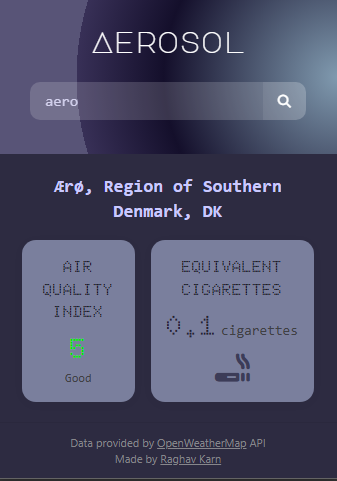 AEROSOL
aero
Ærø, Region of Southern
Denmark, DK
AIR
QUALITY
INDEX
5
Good
EQUIVALENT
CIGARETTES
0.1 cigarettes
Data provided by OpenWeatherMap API
Made by Raghav Karn